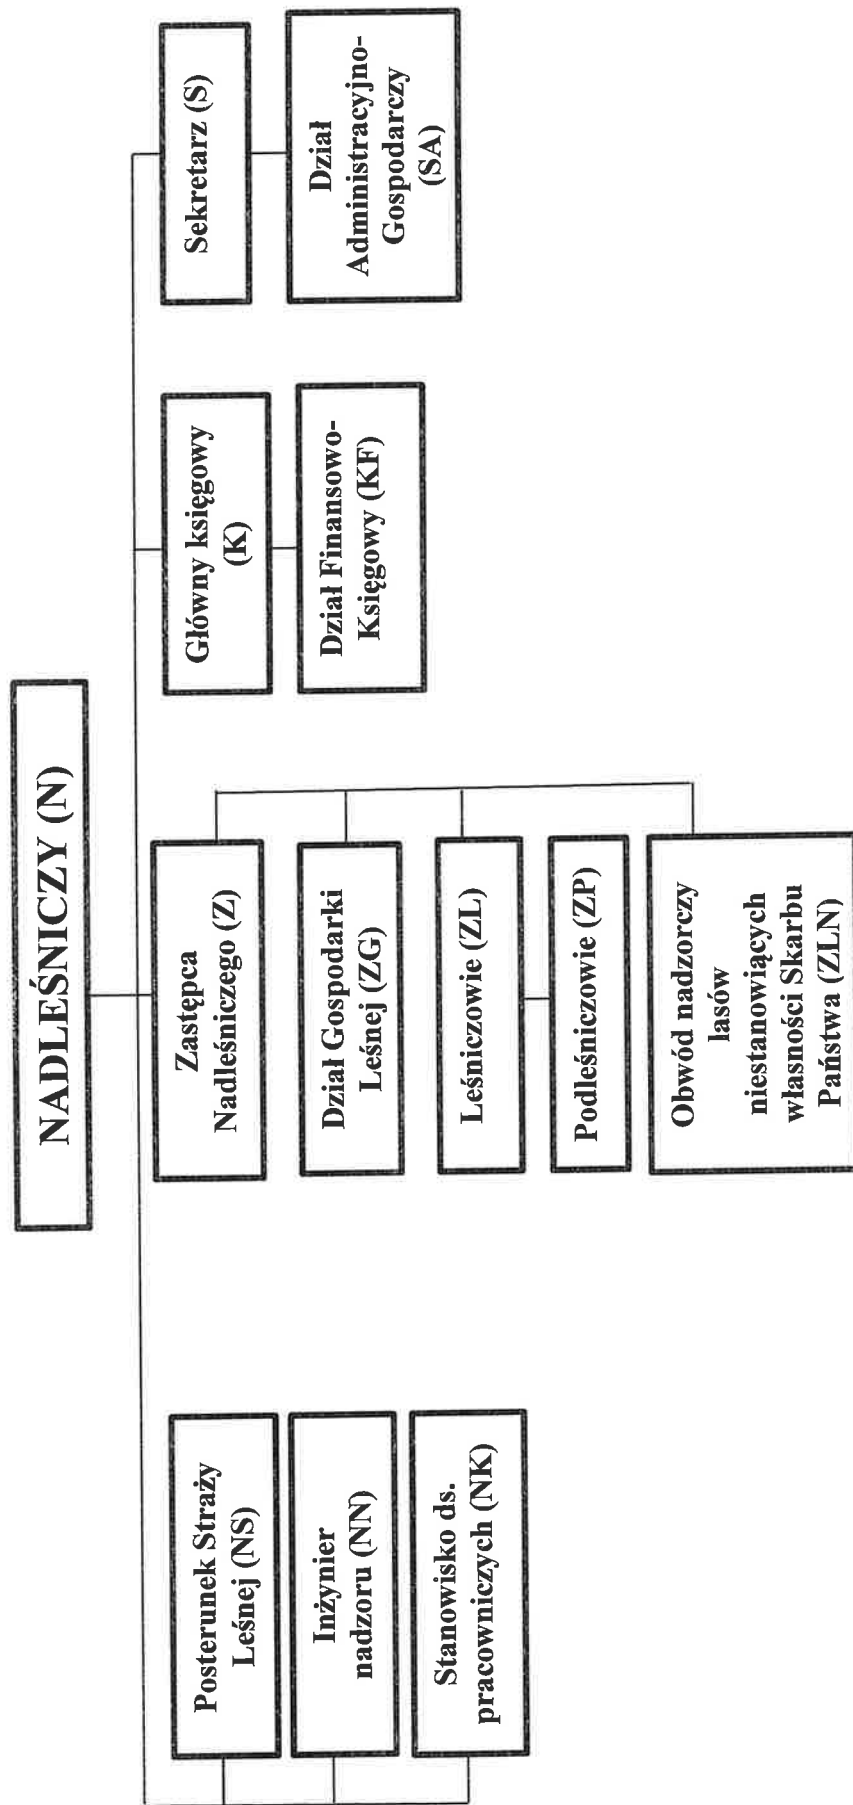 NADLEŚNICZY (N)
Posterunek Straży
Leśnej (NS)
Inżynier
nadzoru (NN)
Stanowisko ds.
pracowniczych (NK)
Zastępca
Nadleśniczego (Z)
Dział Gospodarki
Leśnej (ZG)
Leśniczowie (ZL)
Podleśniczowie (ZP)
Obwód nadzorczy
lasów
niestanowiących
własności Skarbu
Państwa (ZLN)
Główny księgowy
(K)
Dział Finansowo-
Księgowy (KF)
Sekretarz (S)
Dział
Administracyjno-
Gospodarczy
(SA)